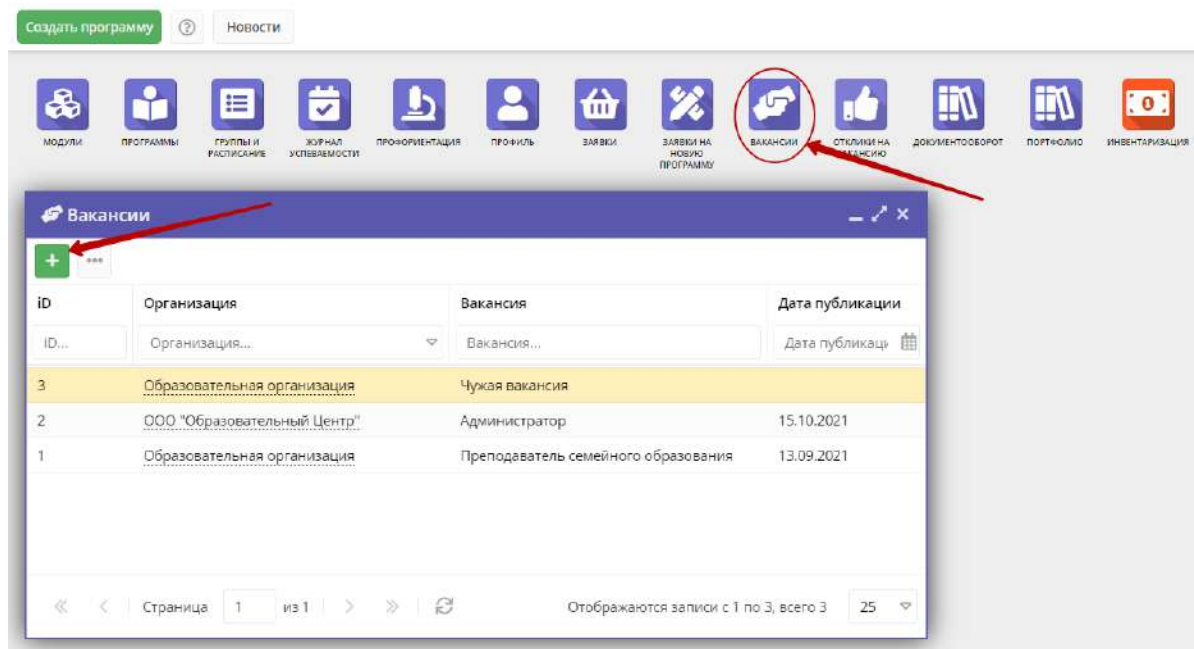 Создать программу ? Новости
МОДУЛИ ПРОГРАММЫ ГРУППЫ И РАСПИСАНИЕ ЖУРНАЛ УСПЕВАЕМОСТИ ПРОФОРИЕНТАЦИЯ ПРОФИЛЬ ЗАЯВКИ ЗАЯВКИ НА НОВУЮ ПРОГРАММУ ВАКАНСИИ ОТКЛИКИ НА ВАКАНСИЮ ДОКУМЕНТООБОРОТ ПОРТФОЛИО ИНВЕНТАРИЗАЦИЯ
Вакансии
iD Организация Вакансия Дата публикации
ID... Организация... Вакансия... Дата публикаци
3 Образовательная организация Чужая вакансия
2 ООО "Образовательный Центр" Администратор 15.10.2021
1 Образовательная организация Преподаватель семейного образования 13.09.2021
Страница 1 из 1 Отображаются записи с 1 по 3, всего 3 25